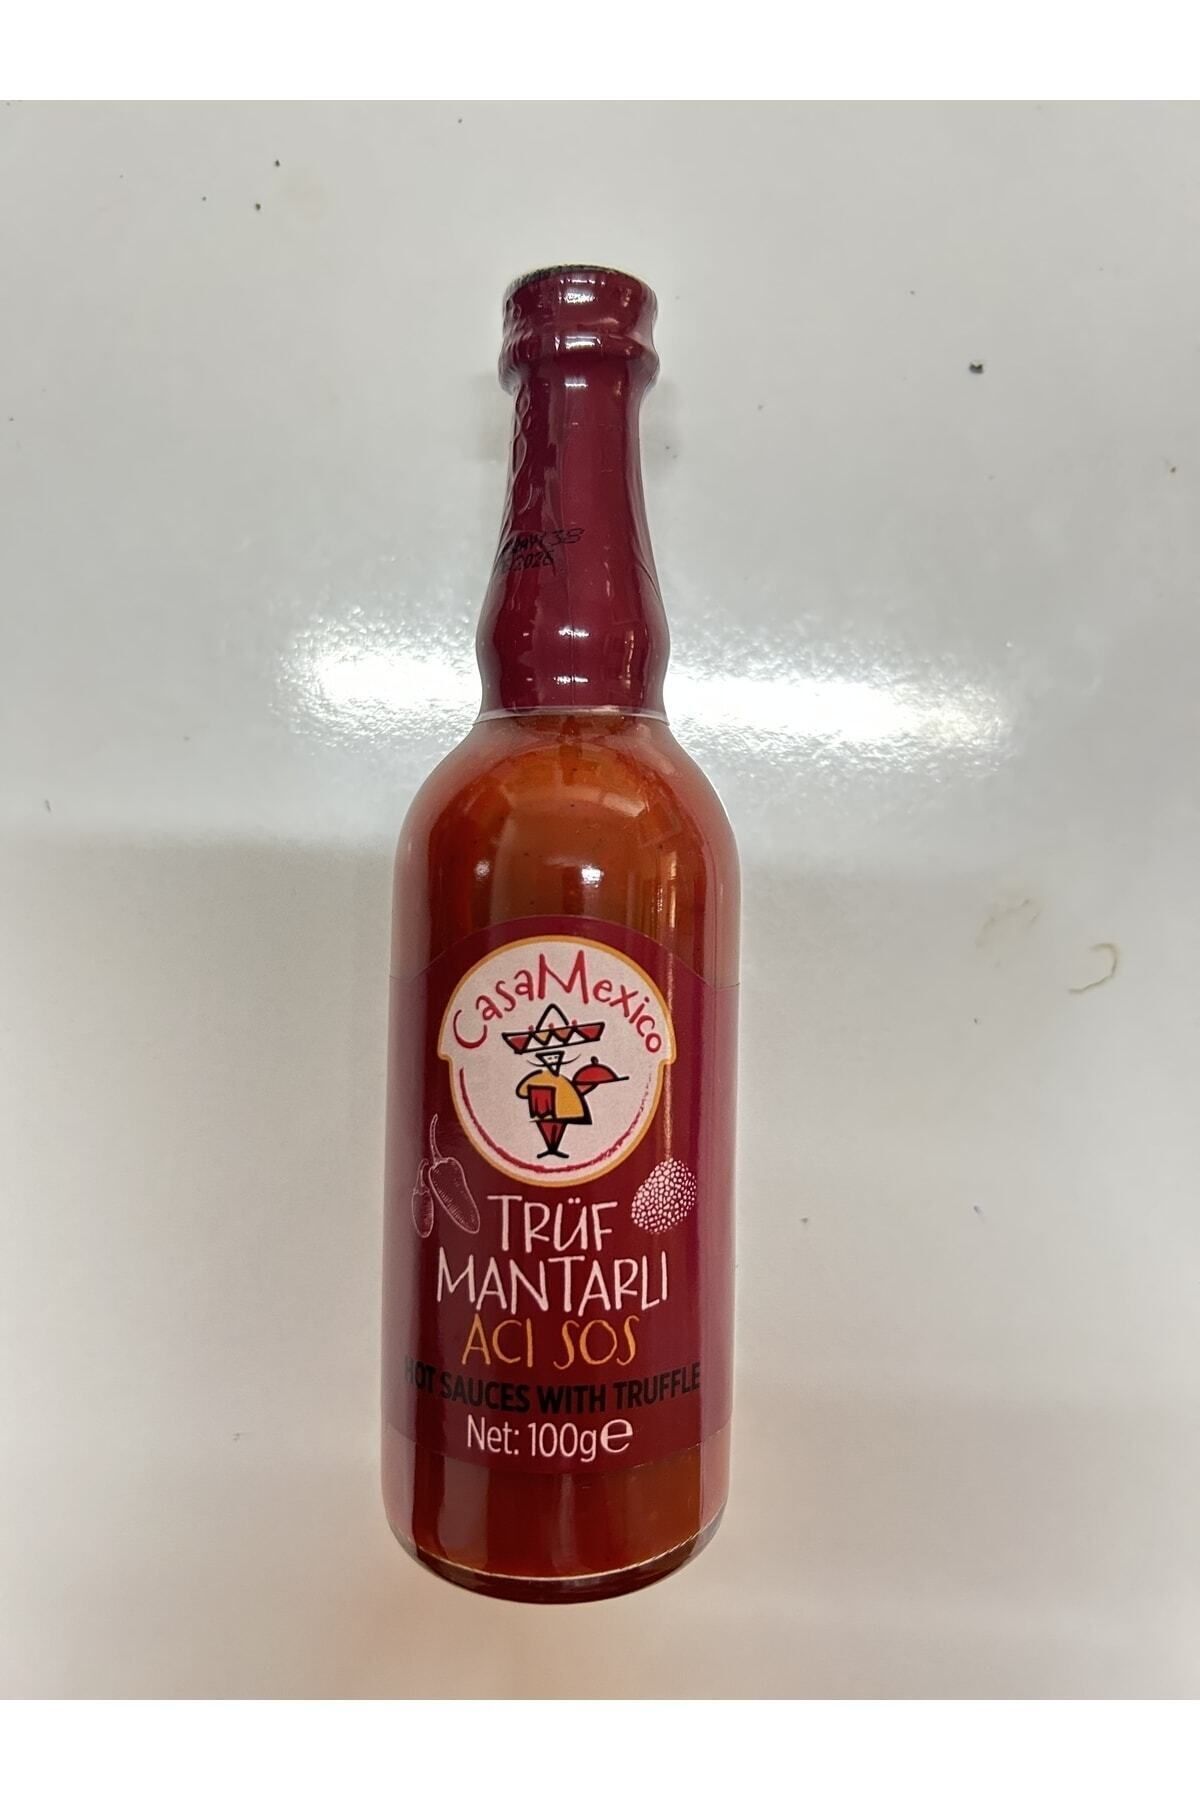 CasaMexico
TRÜF
MANTARLI
ACI SOS
HOT SAUCES WITH TRUFFLE
Net: 100g e